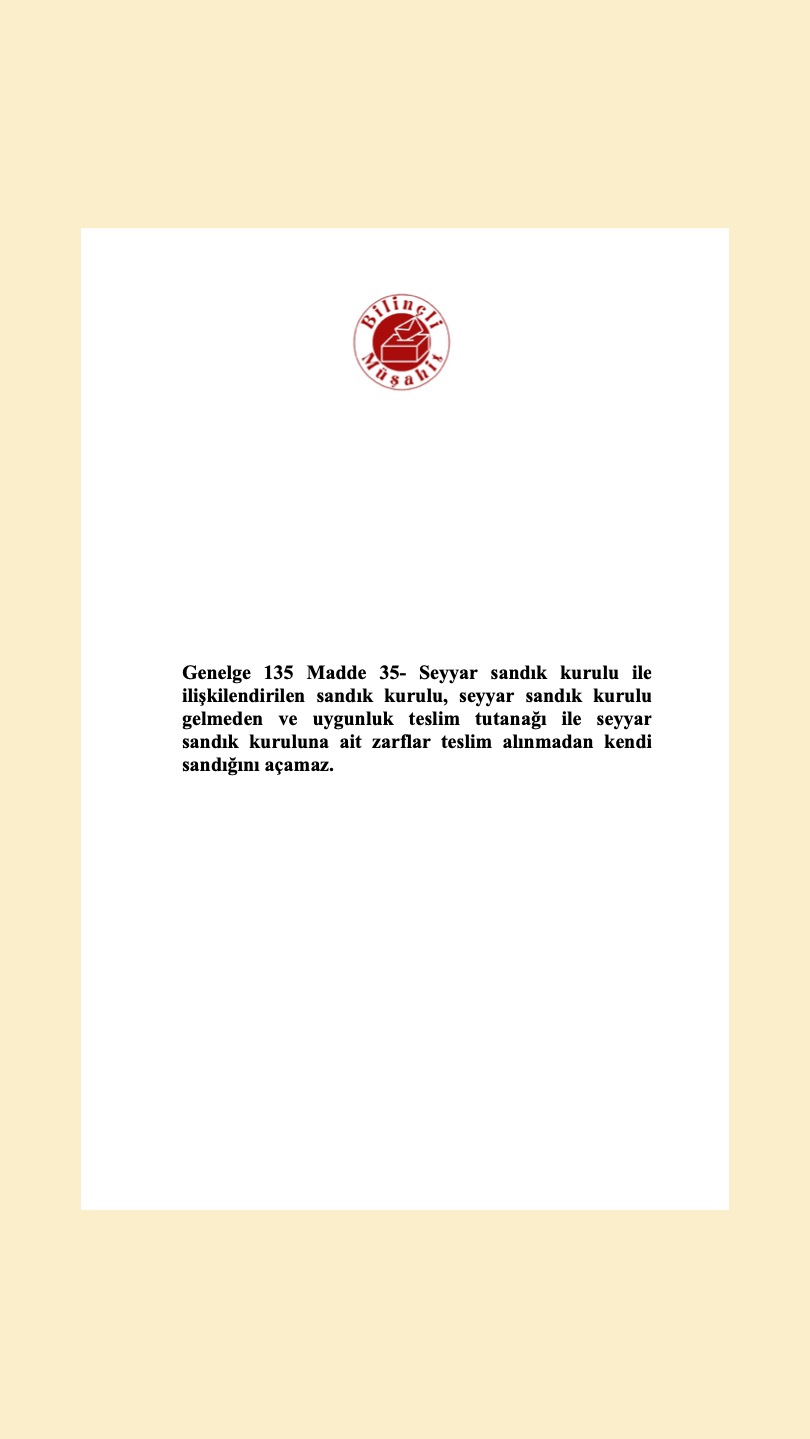 Bilinçli
Müşahit
Genelge 135 Madde 35- Seyyar sandık kurulu ile
ilişkilendirilen sandık kurulu, seyyar sandık kurulu
gelmeden ve uygunluk teslim tutanağı ile seyyar
sandık kuruluna ait zarflar teslim alınmadan kendi
sandığını açamaz.